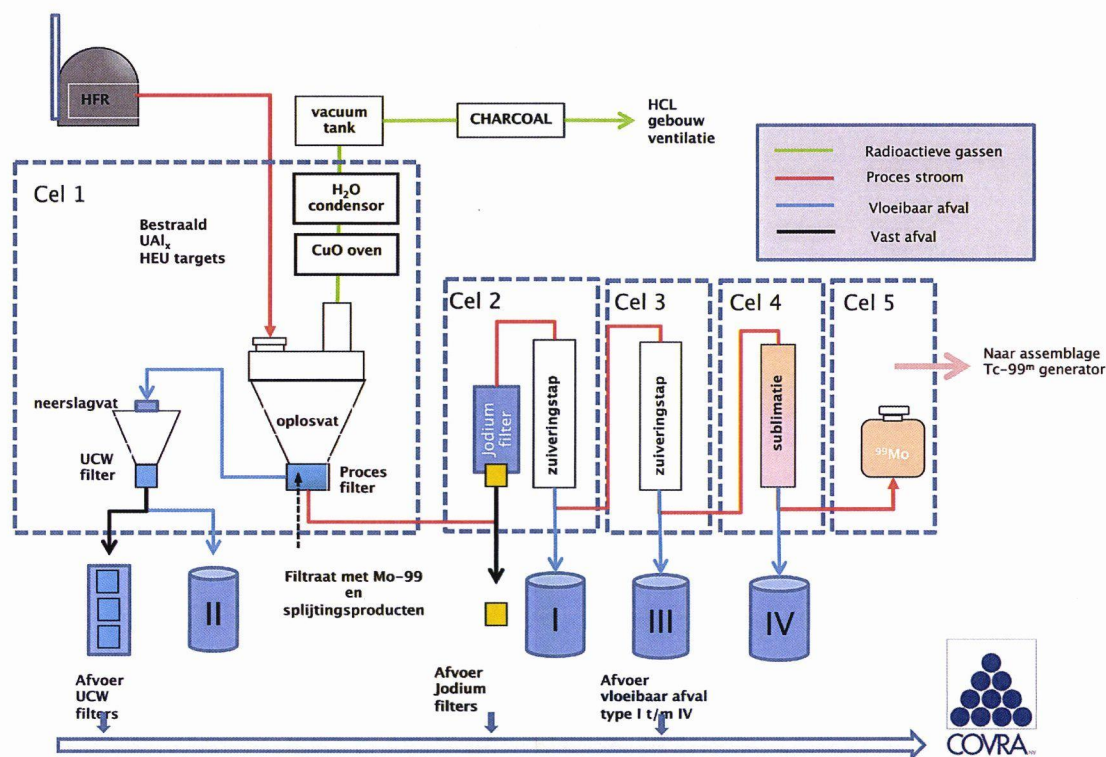 HFR
vacuum
tank
CHARCOAL
HCL
gebouw
ventilatie
Radioactieve gassen
Proces stroom
Vloeibaar afval
Vast afval
Cel 1
H₂O
condensor
CuO oven
Bestraald
UAlₓ
HEU targets
Cel 2
Cel 3
Cel 4
Cel 5
Naar assemblage
Tc-99ᵐ generator
neerslagvat
oplosvat
UCW
filter
Proces
filter
Jodium
filter
zuiveringstap
zuiveringstap
sublimatie
⁹⁹Mo
Filtraat met Mo-99
en
splijtingsproducten
II
I
III
IV
Afvoer
UCW
filters
Afvoer
Jodium
filters
Afvoer
vloeibaar afval
type I t/m IV
COVRA